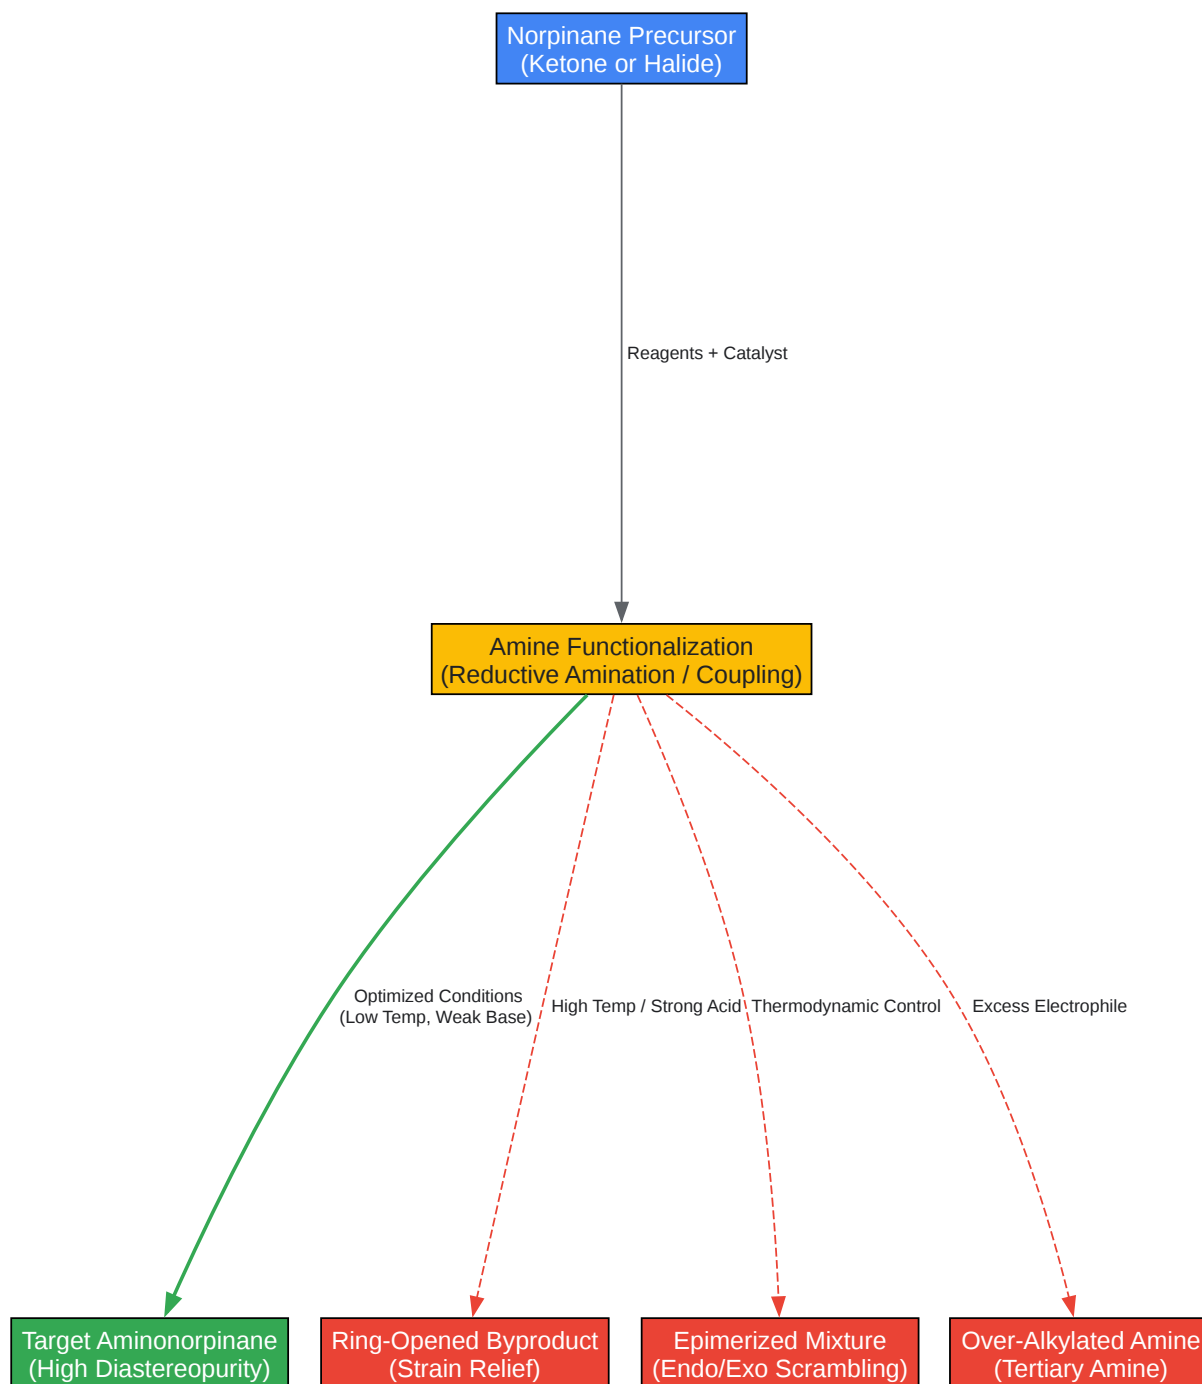 Norpinane Precursor
(Ketone or Halide)
Reagents + Catalyst
Amine Functionalization
(Reductive Amination / Coupling)
Optimized Conditions
(Low Temp, Weak Base)
High Temp / Strong Acid
Thermodynamic Control
Excess Electrophile
Target Aminonorpinane
(High Diastereopurity)
Ring-Opened Byproduct
(Strain Relief)
Epimerized Mixture
(Endo/Exo Scrambling)
Over-Alkylated Amine
(Tertiary Amine)